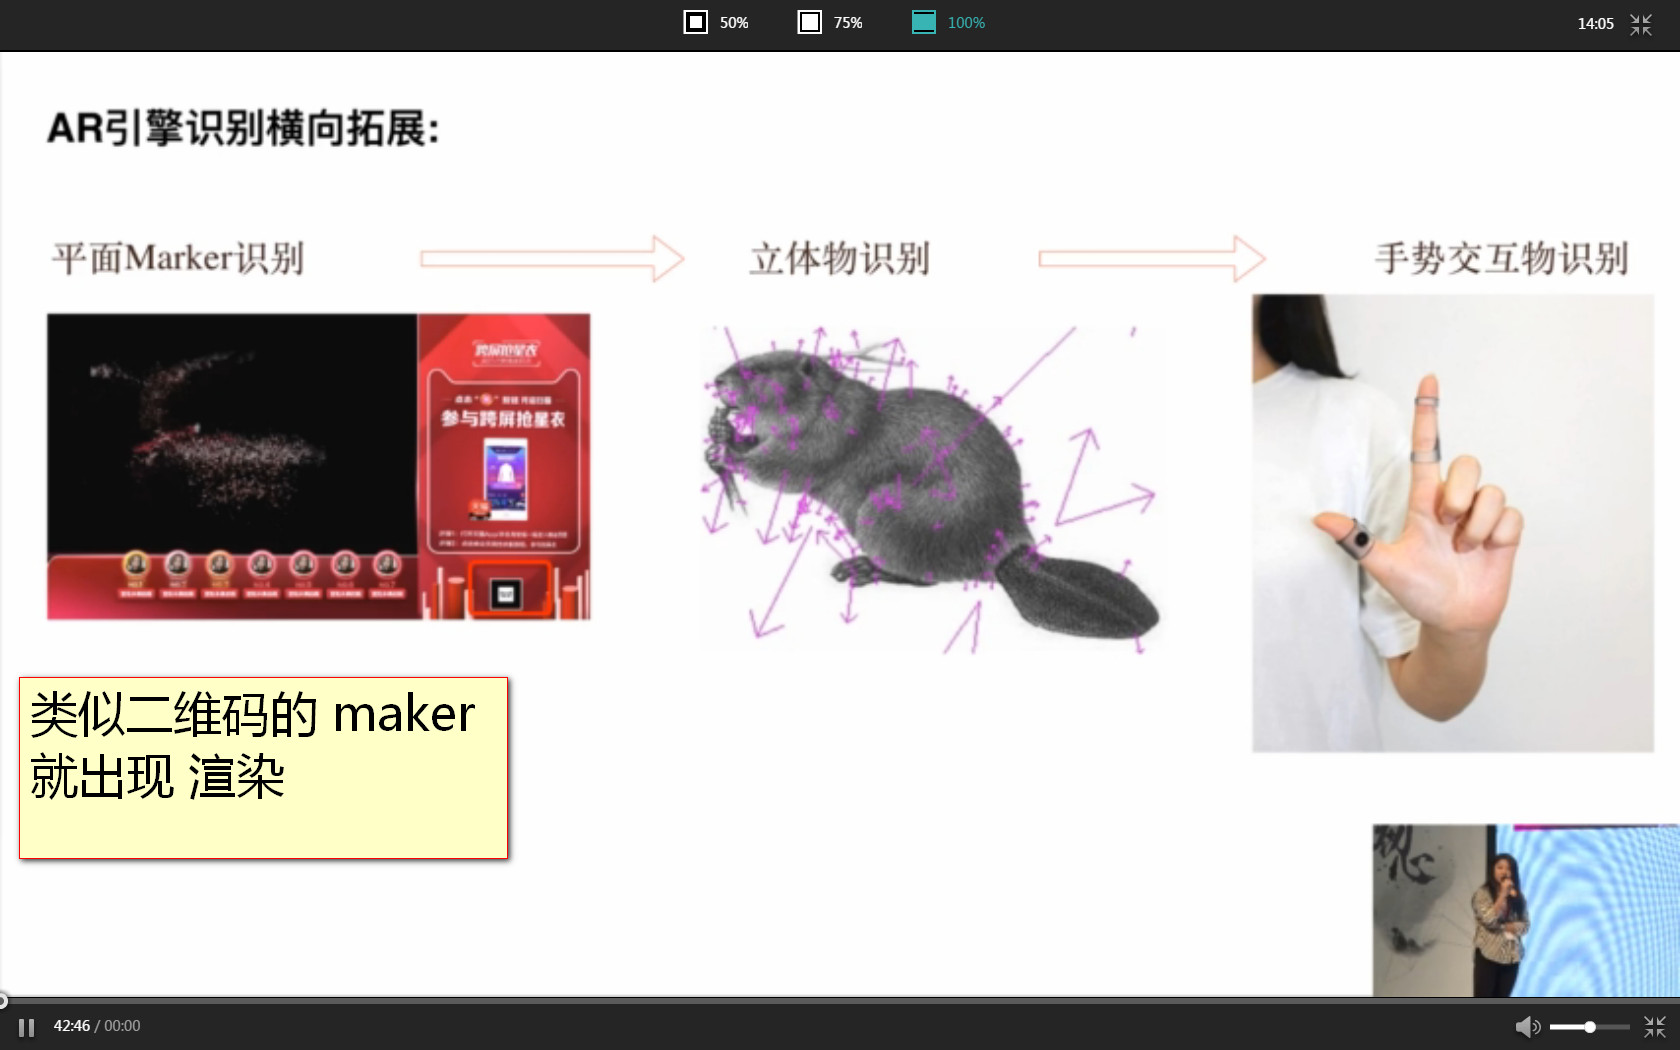 50% 75% 100% 14:05
AR引擎识别横向拓展:
平面Marker识别
立体物识别
手势交互物识别
跨屏抢星衣
参与跨屏抢星衣
类似二维码的 maker
就出现 渲染
42:46 / 00:00